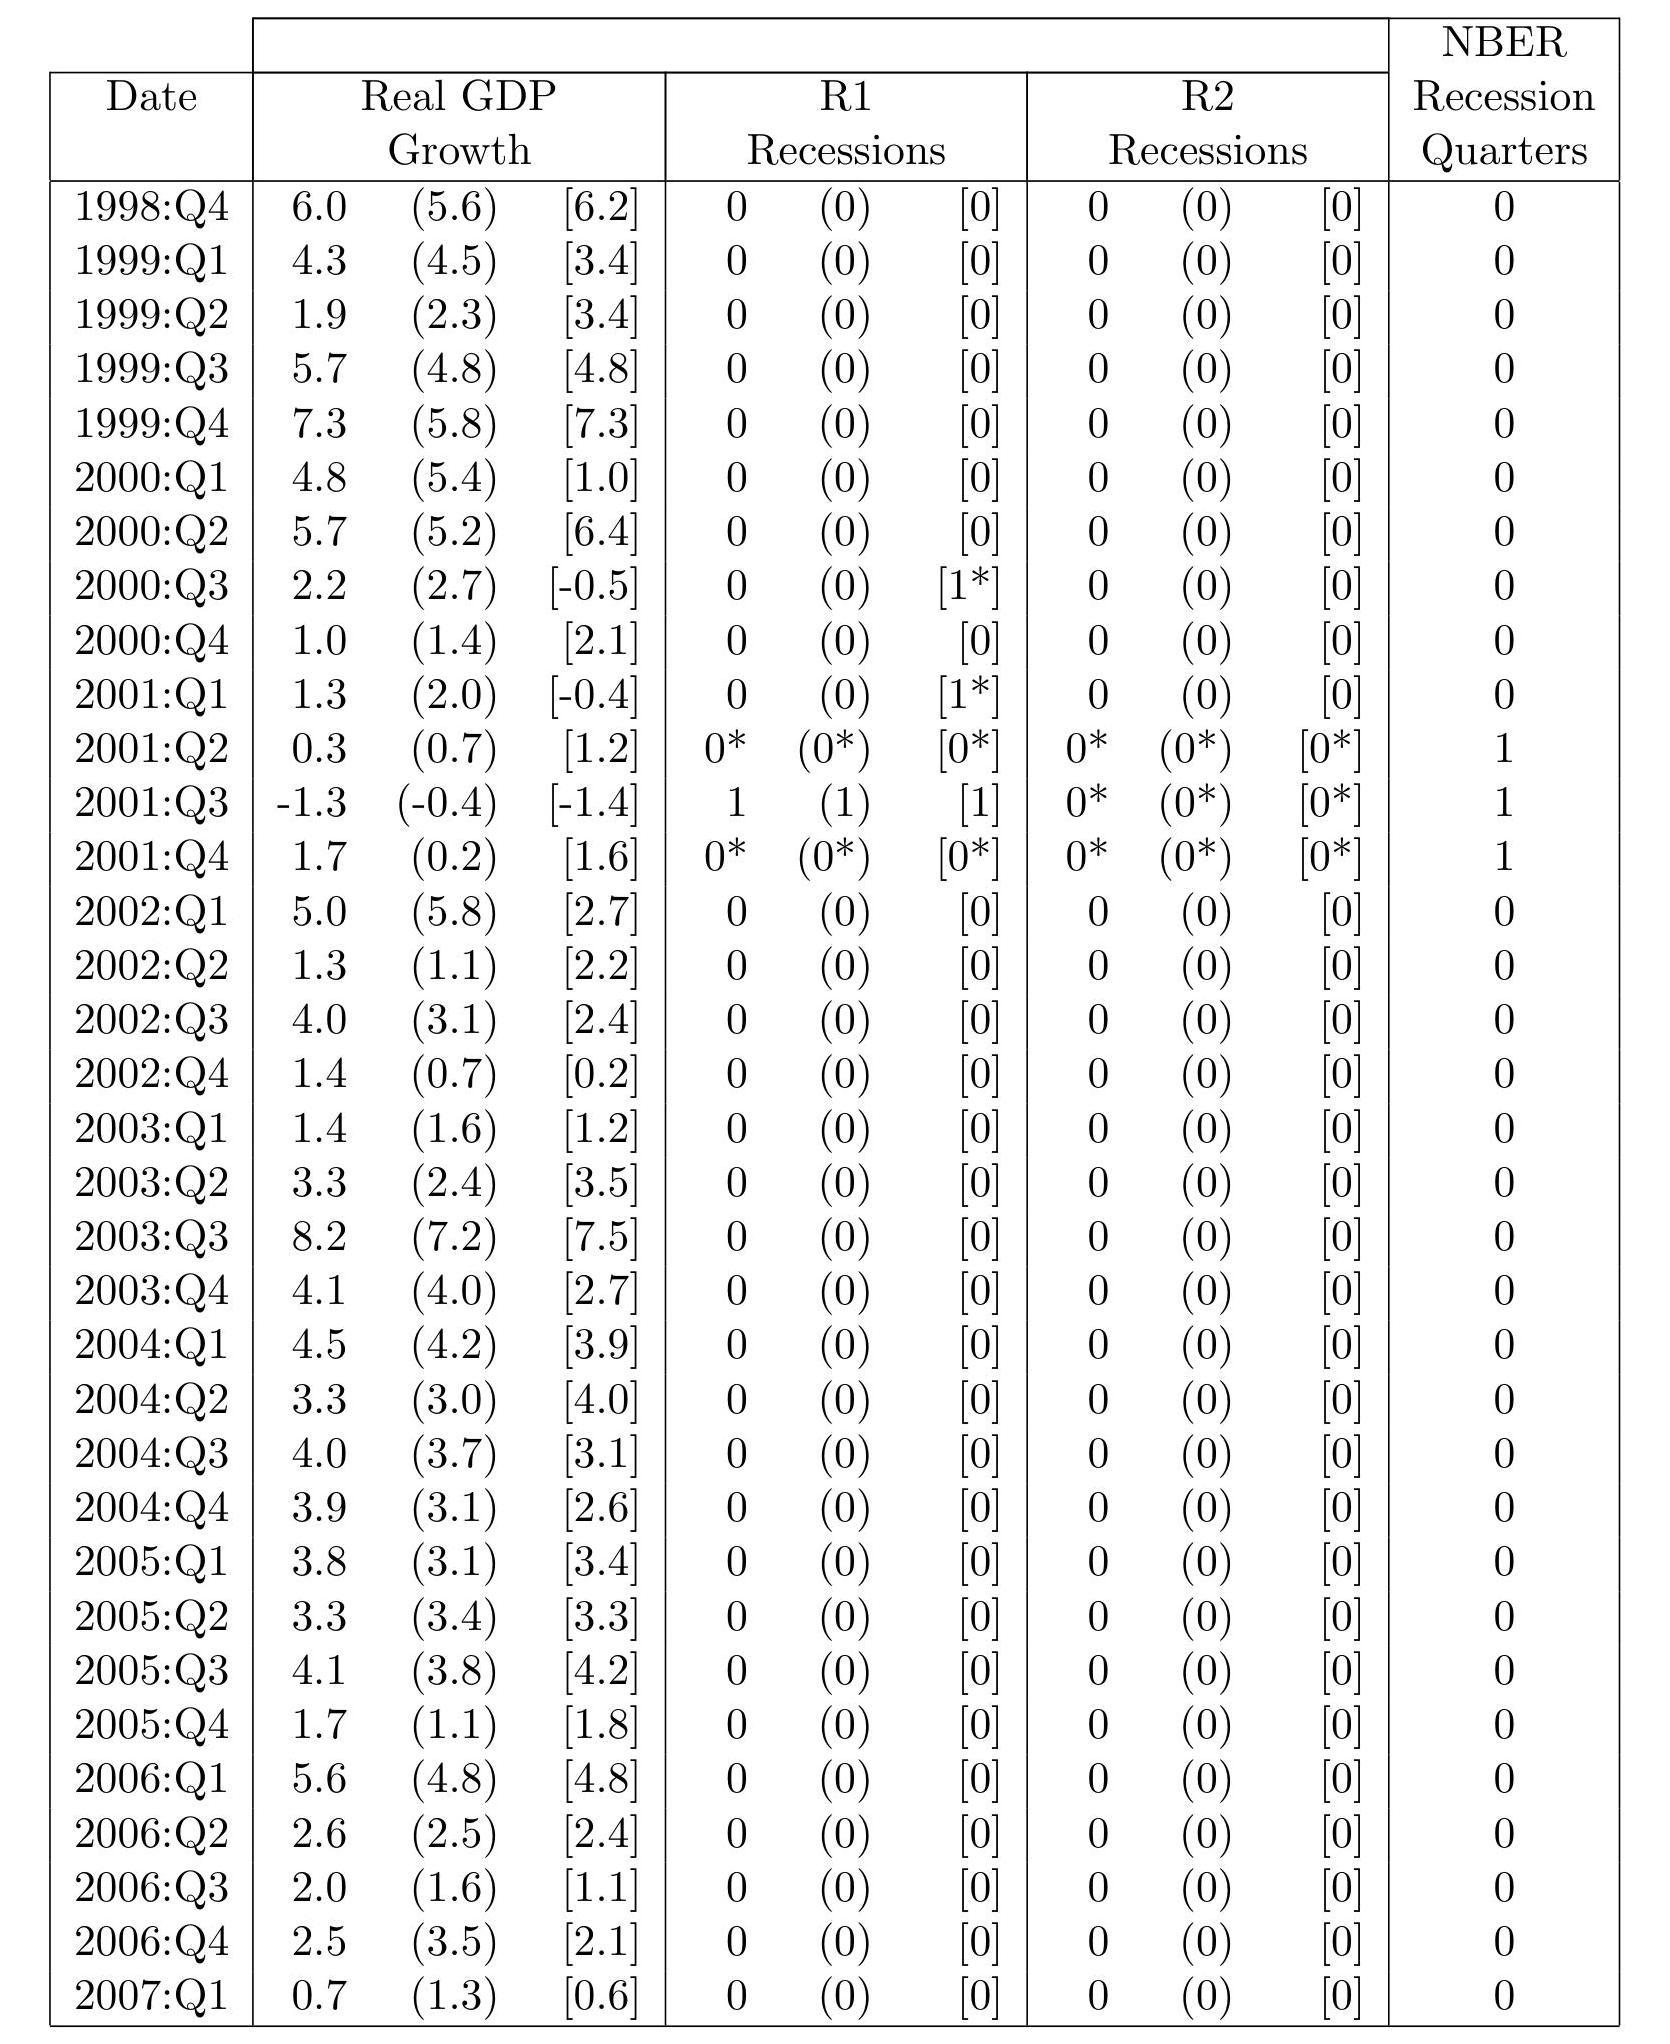 NBER
Date Real GDP R1 R2 Recession
Growth Recessions Recessions Quarters
1998:Q4 6.0 (5.6) [6.2] 0 (0) [0] 0 (0) [0] 0
1999:Q1 4.3 (4.5) [3.4] 0 (0) [0] 0 (0) [0] 0
1999:Q2 1.9 (2.3) [3.4] 0 (0) [0] 0 (0) [0] 0
1999:Q3 5.7 (4.8) [4.8] 0 (0) [0] 0 (0) [0] 0
1999:Q4 7.3 (5.8) [7.3] 0 (0) [0] 0 (0) [0] 0
2000:Q1 4.8 (5.4) [1.0] 0 (0) [0] 0 (0) [0] 0
2000:Q2 5.7 (5.2) [6.4] 0 (0) [0] 0 (0) [0] 0
2000:Q3 2.2 (2.7) [-0.5] 0 (0) [1*] 0 (0) [0] 0
2000:Q4 1.0 (1.4) [2.1] 0 (0) [0] 0 (0) [0] 0
2001:Q1 1.3 (2.0) [-0.4] 0 (0) [1*] 0 (0) [0] 0
2001:Q2 0.3 (0.7) [1.2] 0* (0*) [0*] 0* (0*) [0*] 1
2001:Q3 -1.3 (-0.4) [-1.4] 1 (1) [1] 0* (0*) [0*] 1
2001:Q4 1.7 (0.2) [1.6] 0* (0*) [0*] 0* (0*) [0*] 1
2002:Q1 5.0 (5.8) [2.7] 0 (0) [0] 0 (0) [0] 0
2002:Q2 1.3 (1.1) [2.2] 0 (0) [0] 0 (0) [0] 0
2002:Q3 4.0 (3.1) [2.4] 0 (0) [0] 0 (0) [0] 0
2002:Q4 1.4 (0.7) [0.2] 0 (0) [0] 0 (0) [0] 0
2003:Q1 1.4 (1.6) [1.2] 0 (0) [0] 0 (0) [0] 0
2003:Q2 3.3 (2.4) [3.5] 0 (0) [0] 0 (0) [0] 0
2003:Q3 8.2 (7.2) [7.5] 0 (0) [0] 0 (0) [0] 0
2003:Q4 4.1 (4.0) [2.7] 0 (0) [0] 0 (0) [0] 0
2004:Q1 4.5 (4.2) [3.9] 0 (0) [0] 0 (0) [0] 0
2004:Q2 3.3 (3.0) [4.0] 0 (0) [0] 0 (0) [0] 0
2004:Q3 4.0 (3.7) [3.1] 0 (0) [0] 0 (0) [0] 0
2004:Q4 3.9 (3.1) [2.6] 0 (0) [0] 0 (0) [0] 0
2005:Q1 3.8 (3.1) [3.4] 0 (0) [0] 0 (0) [0] 0
2005:Q2 3.3 (3.4) [3.3] 0 (0) [0] 0 (0) [0] 0
2005:Q3 4.1 (3.8) [4.2] 0 (0) [0] 0 (0) [0] 0
2005:Q4 1.7 (1.1) [1.8] 0 (0) [0] 0 (0) [0] 0
2006:Q1 5.6 (4.8) [4.8] 0 (0) [0] 0 (0) [0] 0
2006:Q2 2.6 (2.5) [2.4] 0 (0) [0] 0 (0) [0] 0
2006:Q3 2.0 (1.6) [1.1] 0 (0) [0] 0 (0) [0] 0
2006:Q4 2.5 (3.5) [2.1] 0 (0) [0] 0 (0) [0] 0
2007:Q1 0.7 (1.3) [0.6] 0 (0) [0] 0 (0) [0] 0